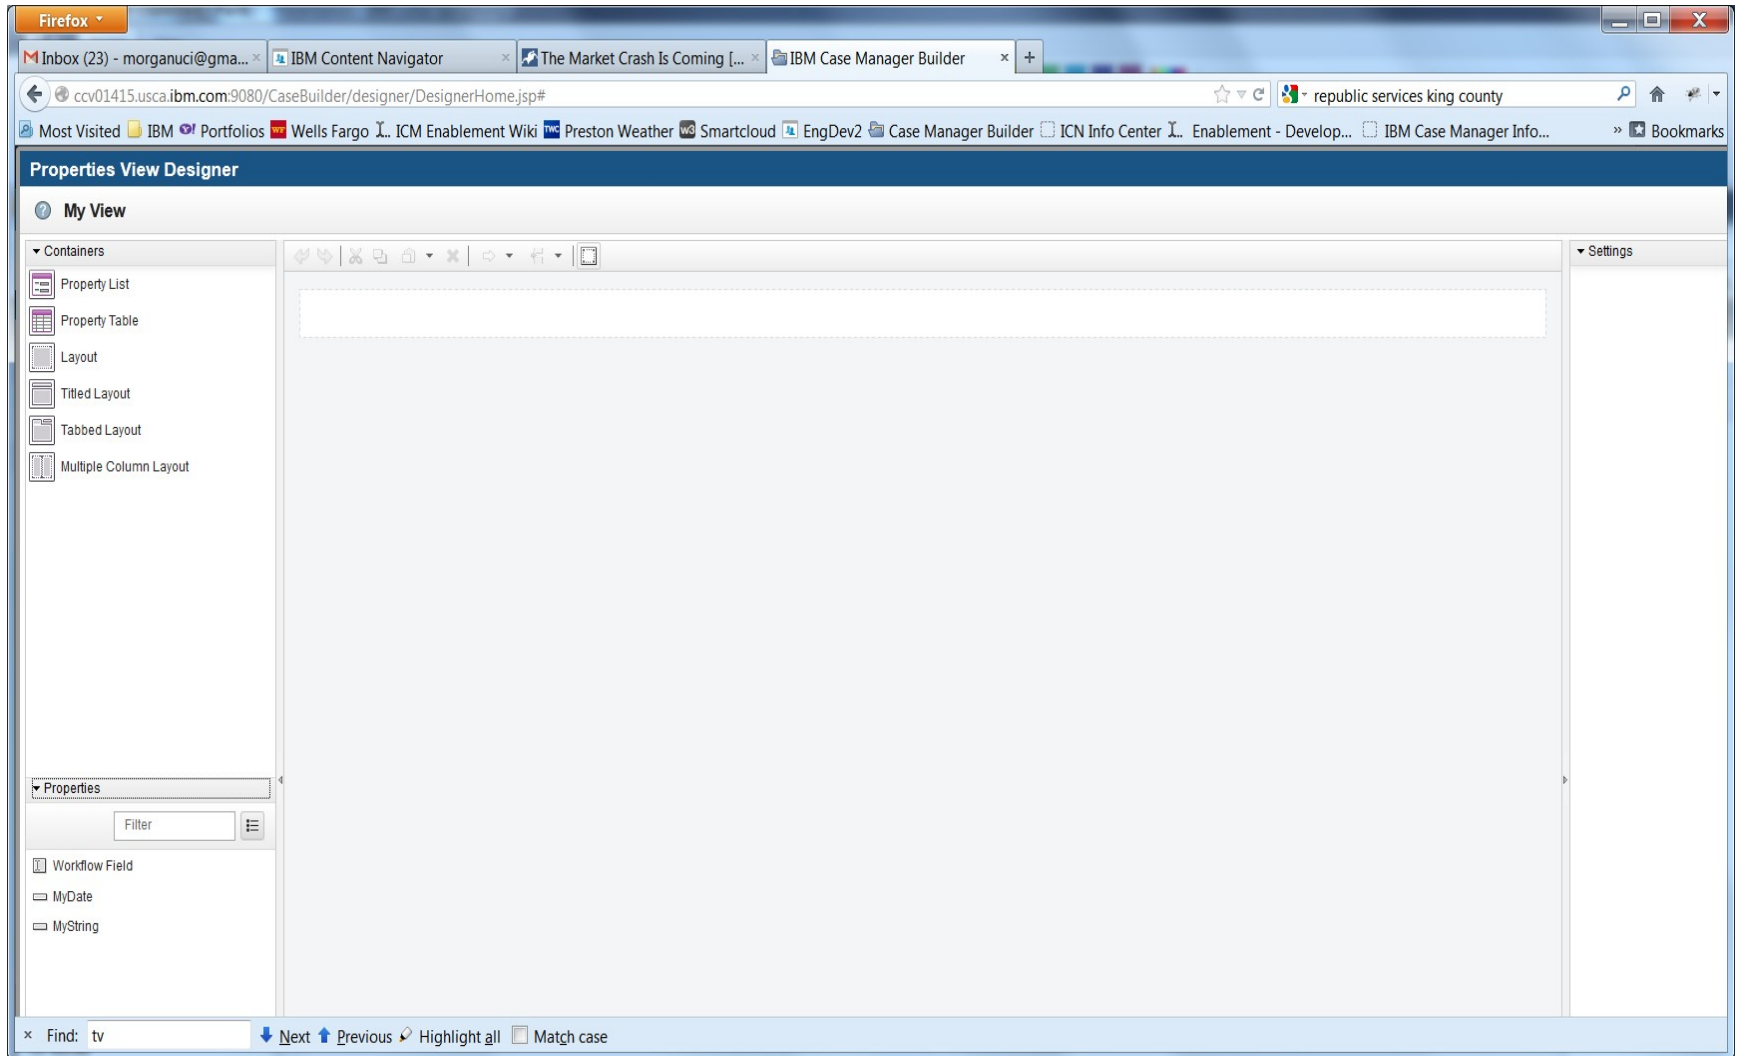 Firefox
Inbox (23) - morganuci@gma... IBM Content Navigator The Market Crash Is Coming [... IBM Case Manager Builder
ccv01415.usca.ibm.com:9080/CaseBuilder/designer/DesignerHome.jsp# republic services king county
Most Visited IBM Portfolios Wells Fargo ICM Enablement Wiki Preston Weather Smartcloud EngDev2 Case Manager Builder ICN Info Center Enablement - Develop... IBM Case Manager Info... » Bookmarks
Properties View Designer
My View
Containers
Settings
Property List
Property Table
Layout
Titled Layout
Tabbed Layout
Multiple Column Layout
Properties
Filter
Workflow Field
MyDate
MyString
× Find: tv Next Previous Highlight all Match case